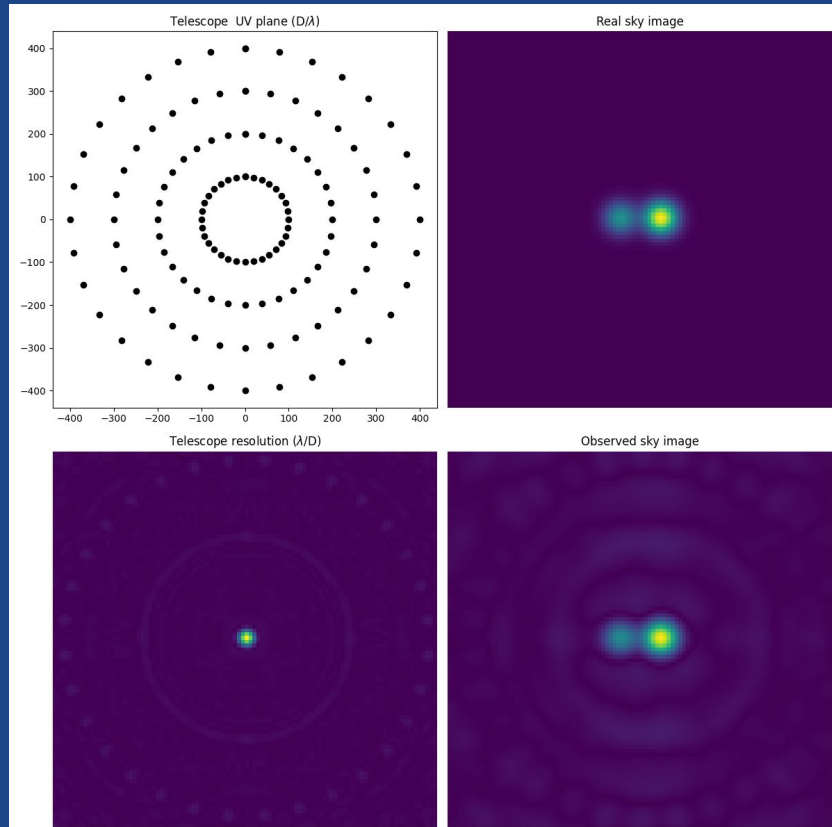 Telescope UV plane (D/λ)
Real sky image
400
300
200
100
0
−100
−200
−300
−400
−400 −300 −200 −100 0 100 200 300 400
Telescope resolution (λ/D)
Observed sky image